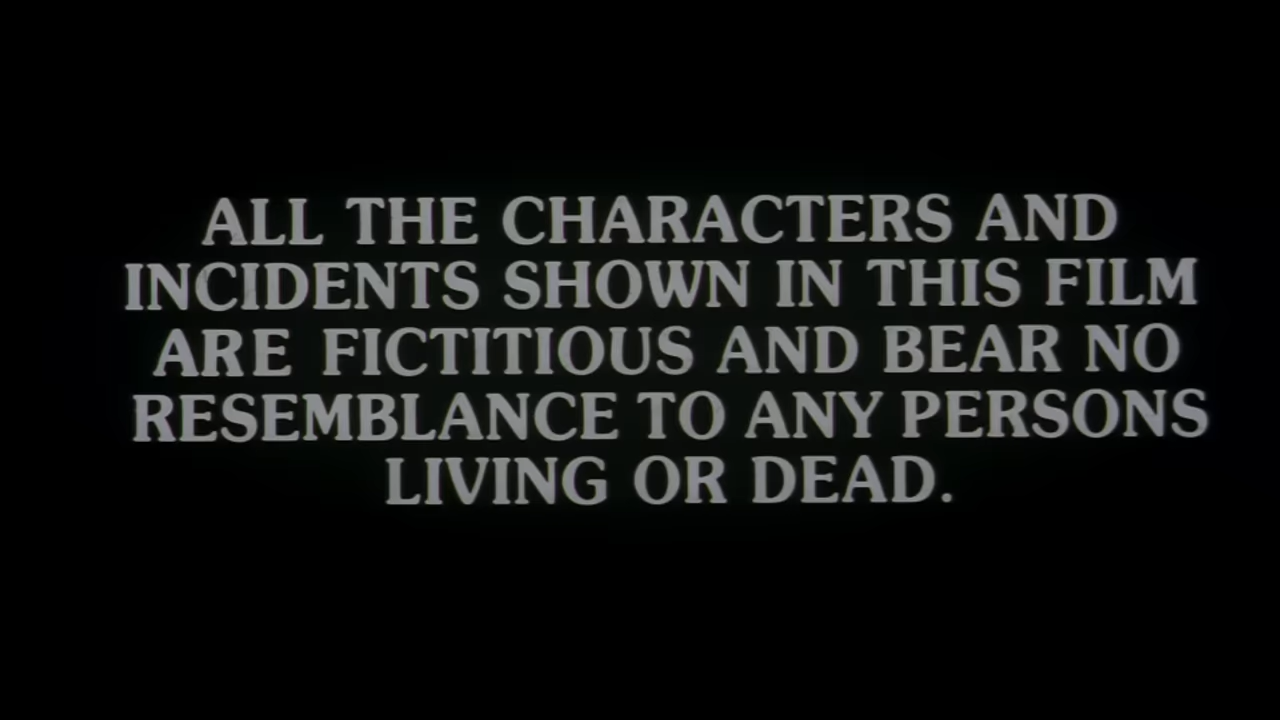 ALL THE CHARACTERS AND
INCIDENTS SHOWN IN THIS FILM
ARE FICTITIOUS AND BEAR NO
RESEMBLANCE TO ANY PERSONS
LIVING OR DEAD.